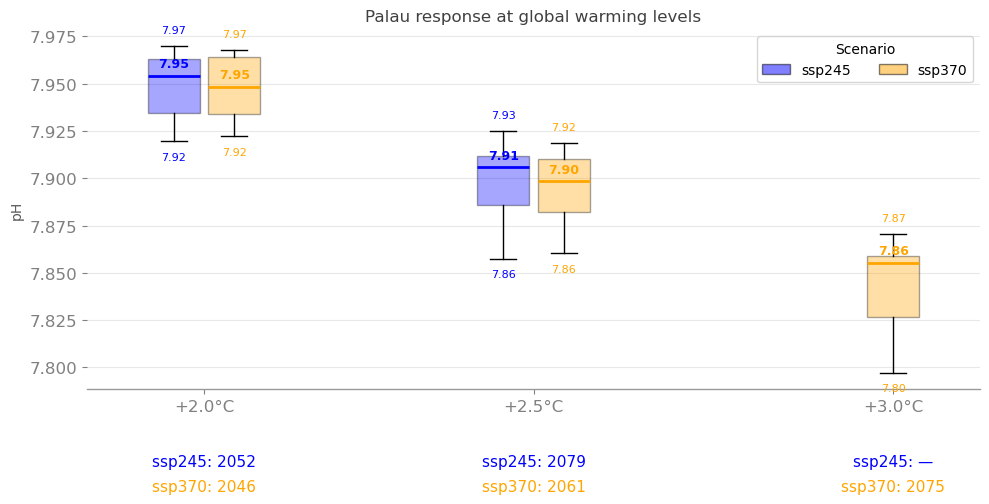 Palau response at global warming levels
Scenario
ssp245 ssp370
pH
7.975
7.950
7.925
7.900
7.875
7.850
7.825
7.800
7.97 7.97
7.95 7.95
7.92 7.92
7.93 7.92
7.91 7.90
7.86 7.86
7.87
7.86
7.80
+2.0°C +2.5°C +3.0°C
ssp245: 2052 ssp245: 2079 ssp245: —
ssp370: 2046 ssp370: 2061 ssp370: 2075